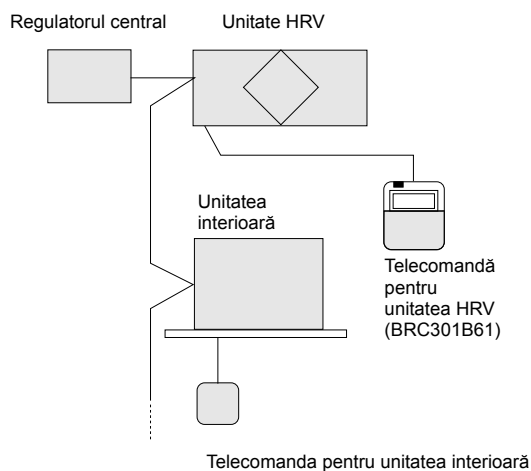 Regulatorul central
Unitate HRV
Unitatea
interioară
Telecomandă
pentru
unitatea HRV
(BRC301B61)
Telecomanda pentru unitatea interioară